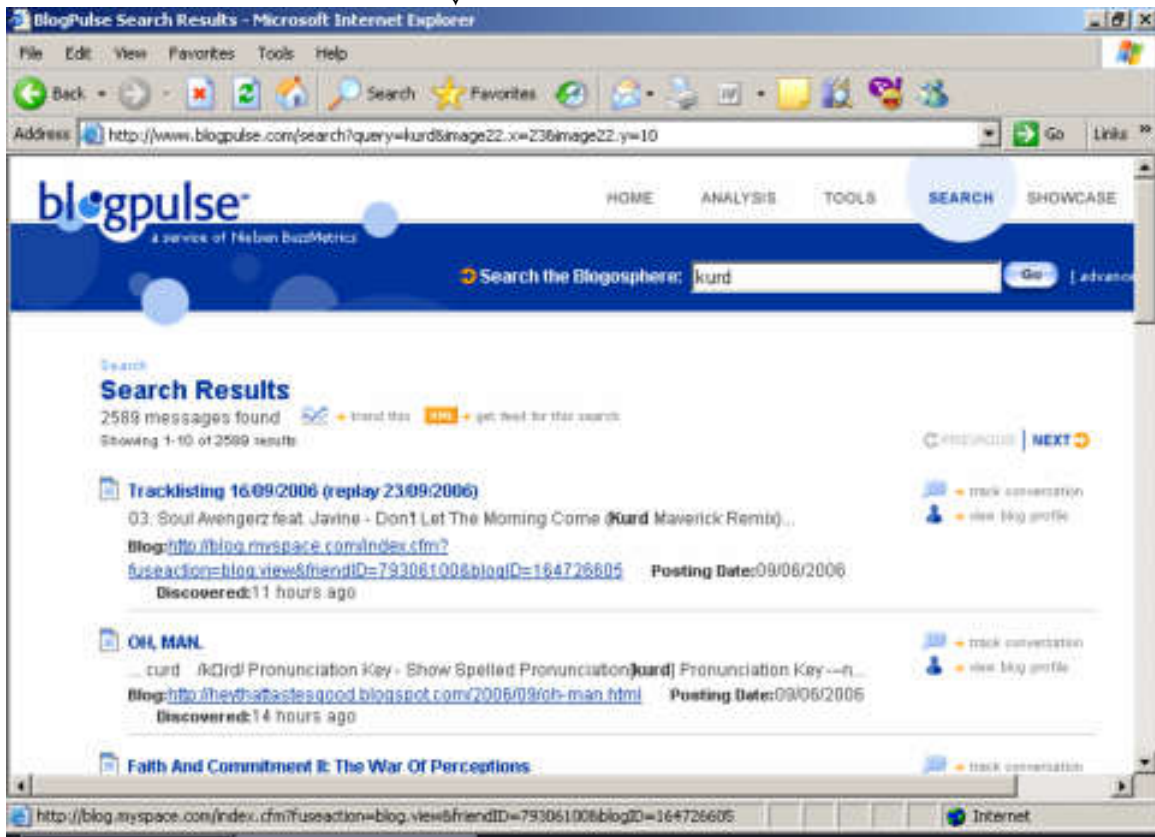 BlogPulse Search Results - Microsoft Internet Explorer
File Edit View Favorites Tools Help
Back Search Favorites
Address http://www.blogpulse.com/search?query=kurd&image22.x=23&image22.y=10 Go Links »
blogpulse
HOME ANALYSIS TOOLS SEARCH SHOWCASE
a service of Nielsen BuzzMetrics
Search the Blogosphere: kurd Go [ advance
Search
Search Results
2589 messages found trend this XML get feed for this search
Showing 1-10 of 2589 results
PREVIOUS | NEXT
Tracklisting 16/09/2006 (replay 23/09/2006) track conversation
03. Soul Avengerz feat. Javine - Don't Let The Morning Come (Kurd Maverick Remix)... view blog profile
Blog:http://blog.myspace.com/index.cfm?
fuseaction=blog.view&friendID=79306100&blogID=164726605 Posting Date:09/06/2006
Discovered:11 hours ago
OH, MAN. track conversation
... curd /k□rd/ Pronunciation Key - Show Spelled Pronunciation[kurd] Pronunciation Key -–n... view blog profile
Blog:http://heythattastesgood.blogspot.com/2006/09/oh-man.html Posting Date:09/06/2006
Discovered:14 hours ago
Faith And Commitment II: The War Of Perceptions track conversation
http://blog.myspace.com/index.cfm?fuseaction=blog.view&friendID=79306100&blogID=164726605 Internet